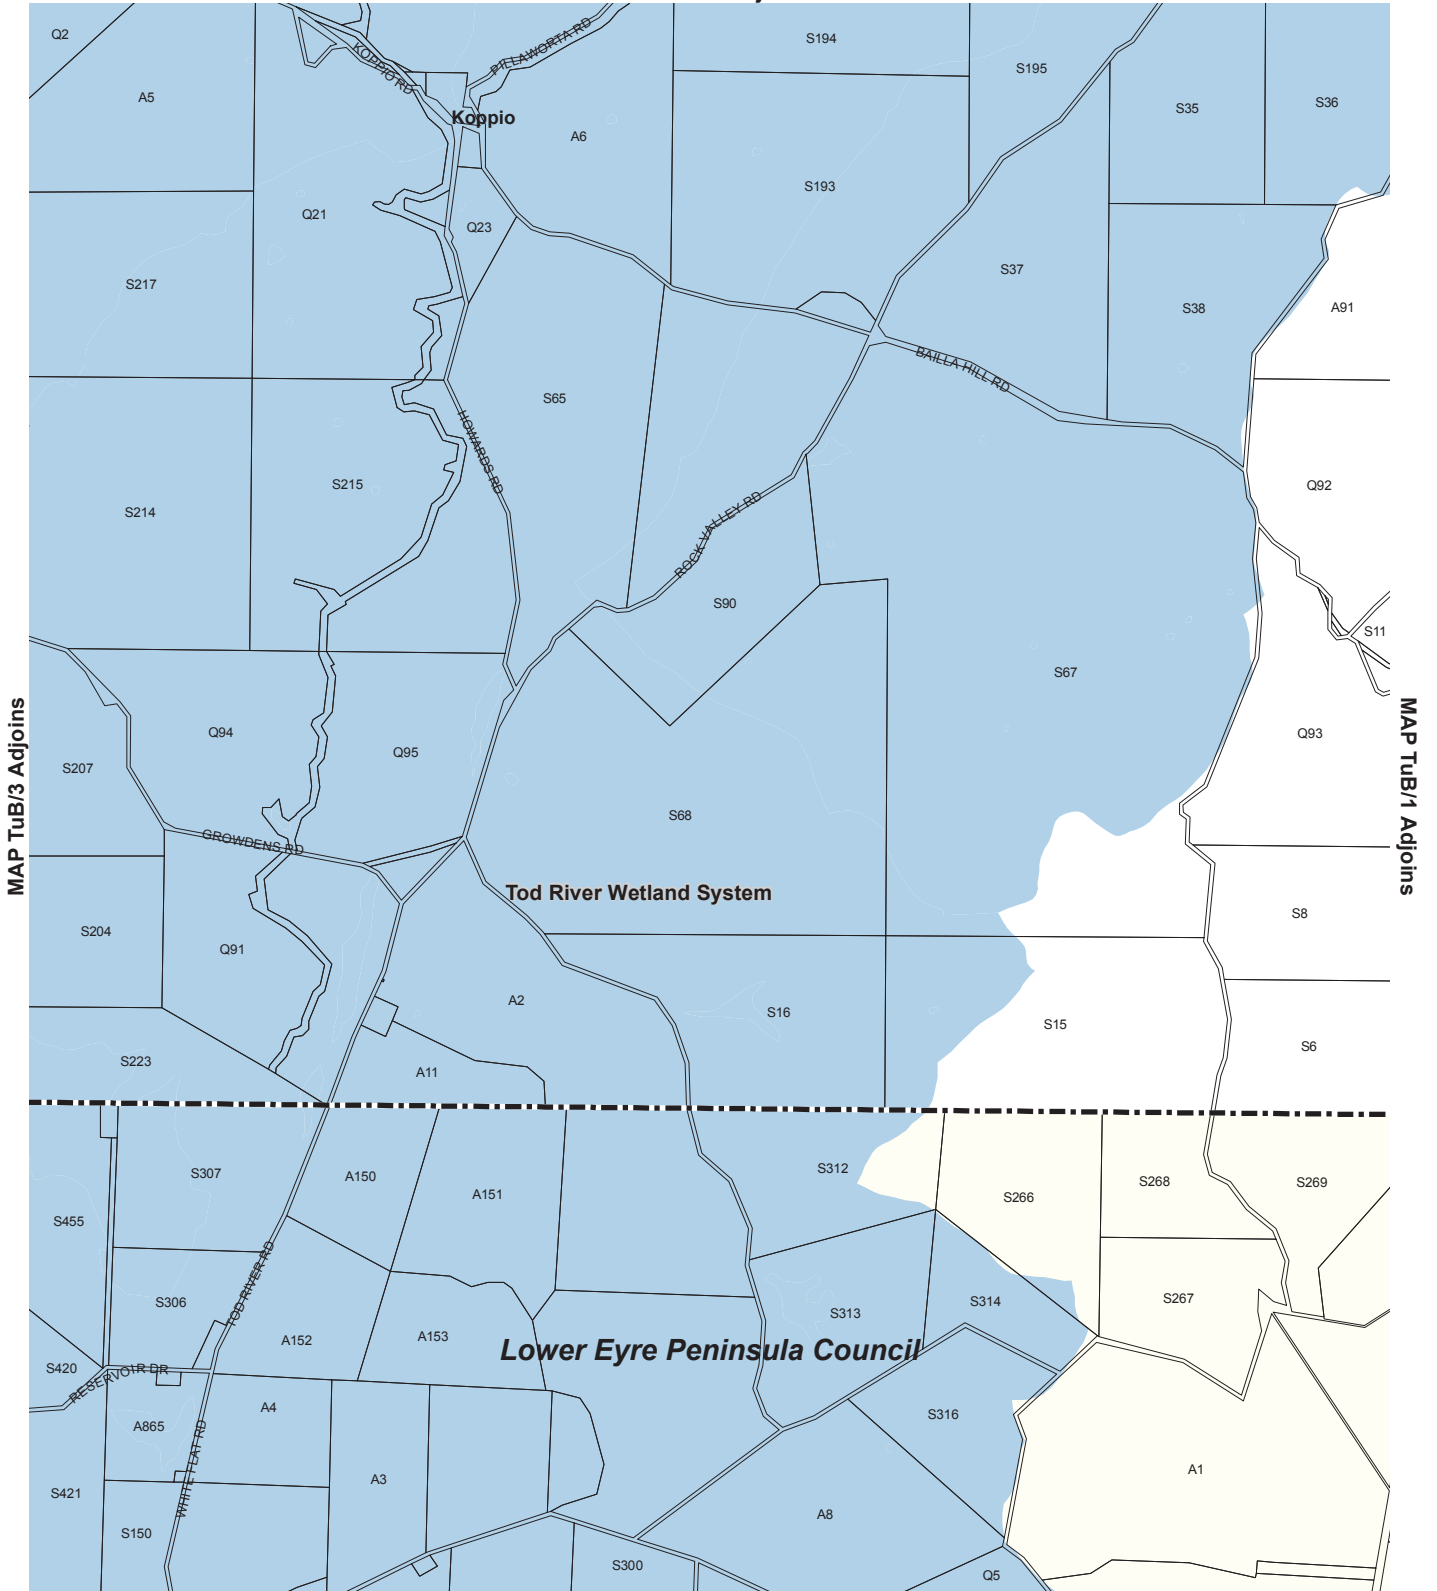 Q2
S194
PILLAWORTA RD
KOPPIO RD
S195
A5
S35
S36
Koppio
A6
S193
Q21
Q23
S217
S37
S38
A91
BAILLA HILL RD
S65
HOWARDS RD
S215
Q92
S214
ROCK VALLEY RD
S90
S11
S67
MAP TuB/3 Adjoins
MAP TuB/1 Adjoins
Q94
Q95
Q93
S207
S68
GROWDENS RD
Tod River Wetland System
S8
S204
Q91
A2
S16
S15
S6
S223
A11
S307
A150
A151
S312
S266
S268
S269
S455
TOD RIVER RD
S306
A152
A153
S313
S314
S267
Lower Eyre Peninsula Council
S420
RESERVOIR DR
A4
A865
S316
WHITE FLAT RD
A3
A1
S421
A8
S150
S300
Q5